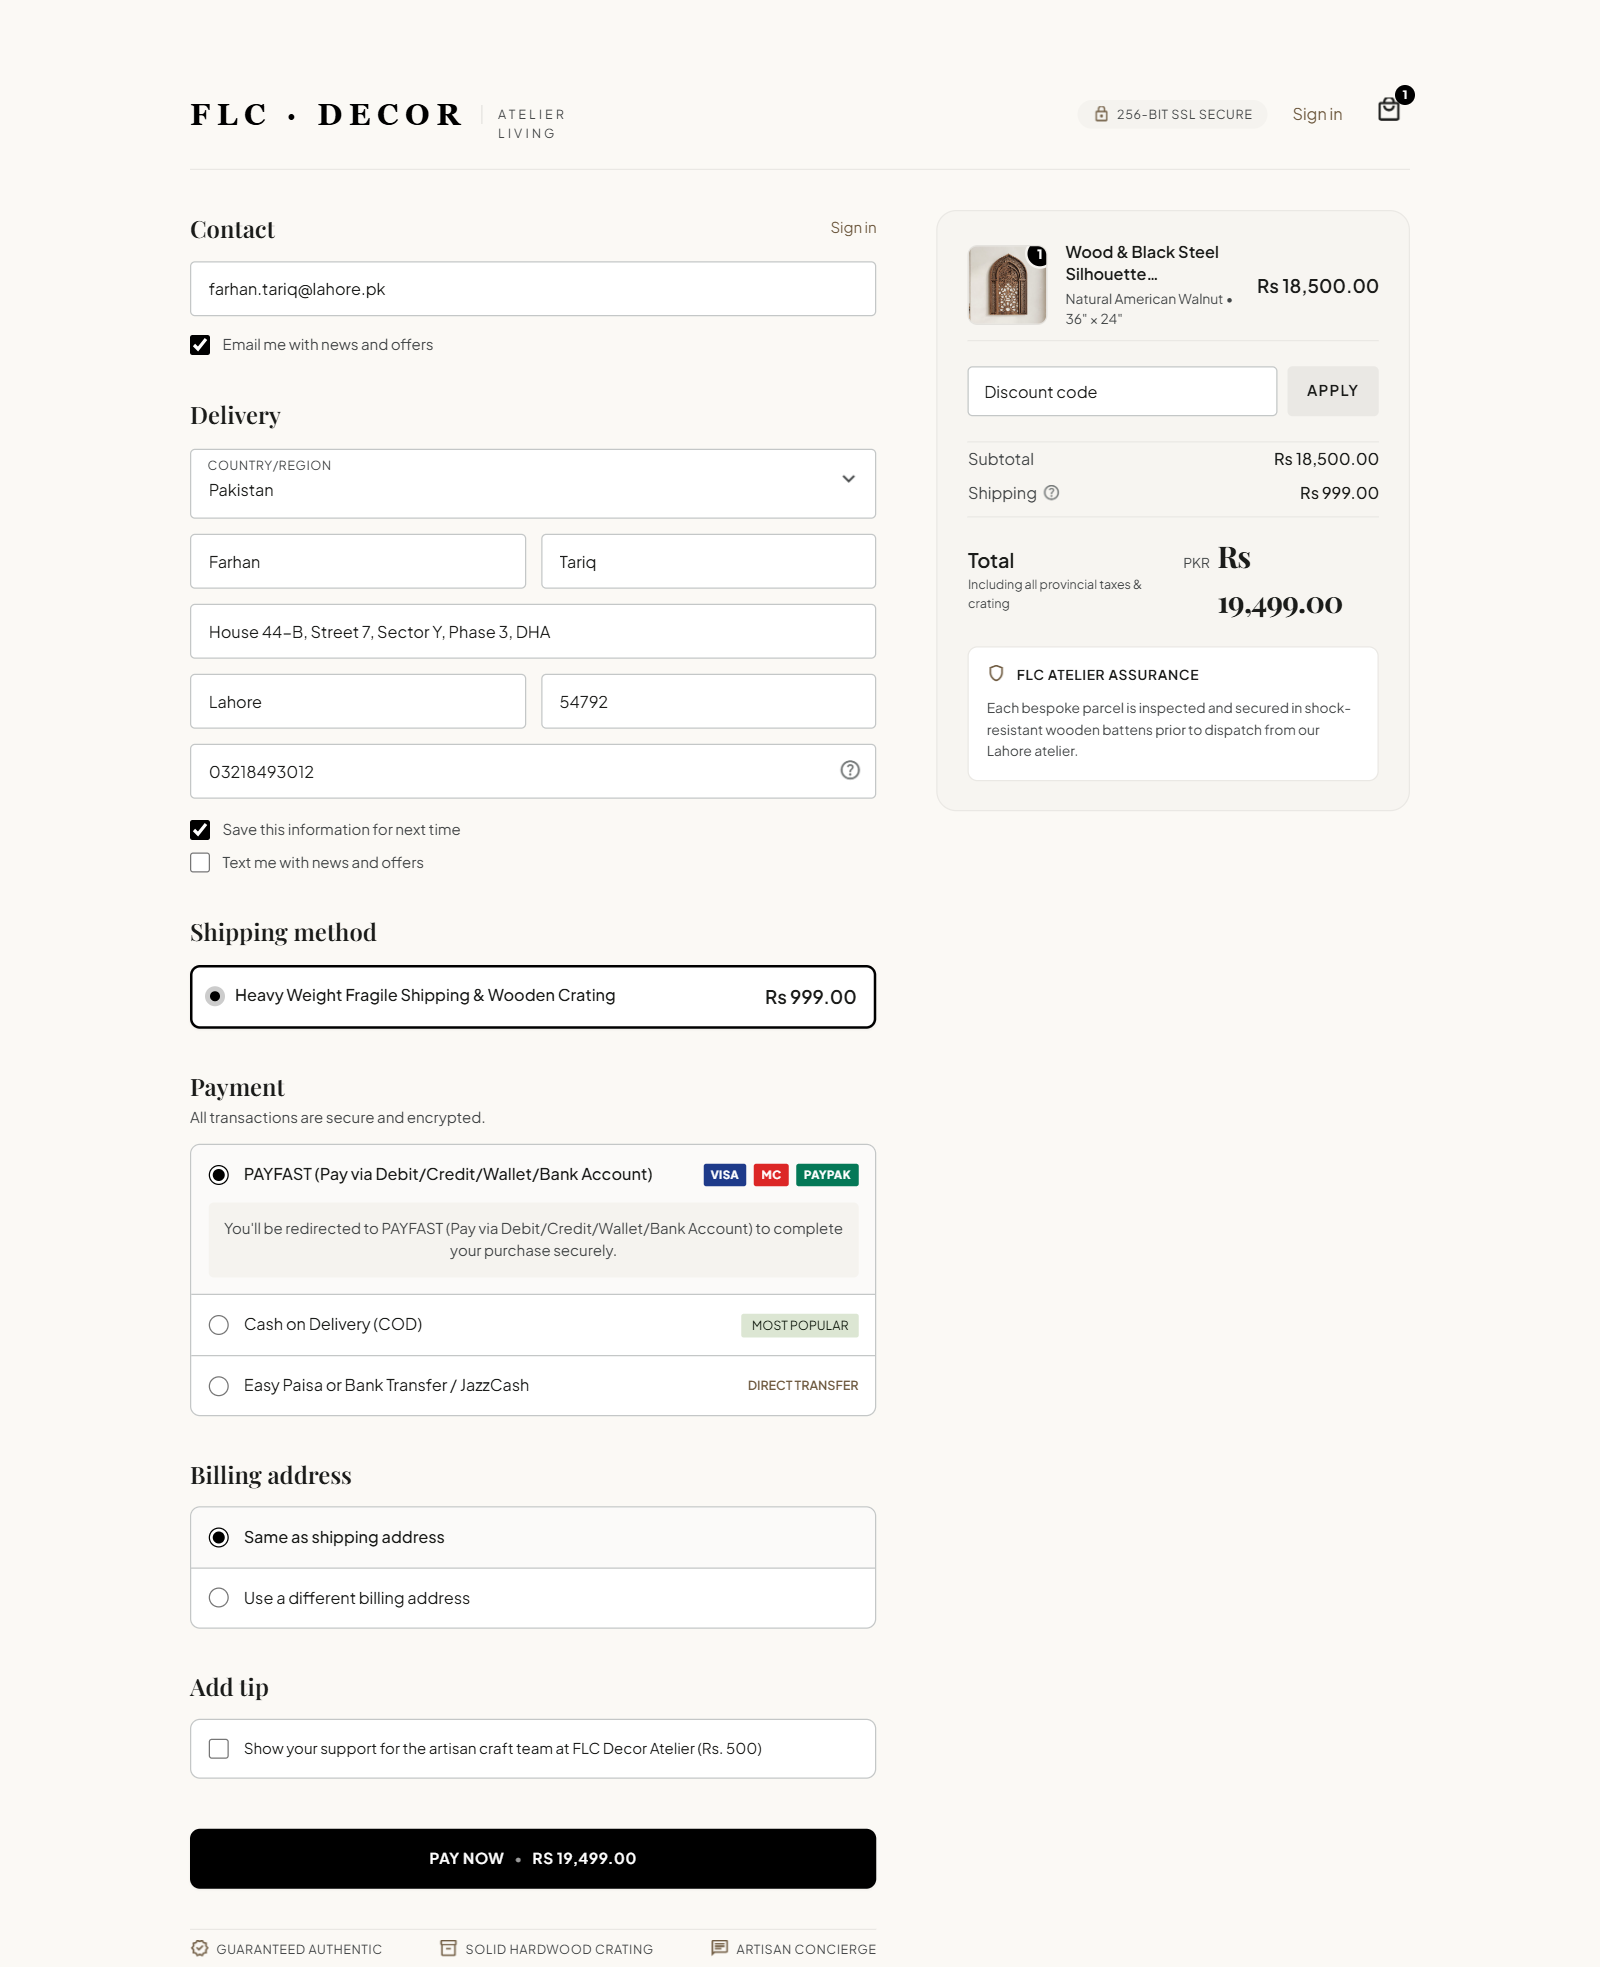 FLC · DECOR
ATELIER
LIVING
256-BIT SSL SECURE
Sign in
1
Contact
Sign in
farhan.tariq@lahore.pk
Email me with news and offers
Delivery
COUNTRY/REGION
Pakistan
Farhan
Tariq
House 44-B, Street 7, Sector Y, Phase 3, DHA
Lahore
54792
03218493012
Save this information for next time
Text me with news and offers
Shipping method
Heavy Weight Fragile Shipping & Wooden Crating
Rs 999.00
Payment
All transactions are secure and encrypted.
PAYFAST (Pay via Debit/Credit/Wallet/Bank Account)
VISA
MC
PAYPAK
You'll be redirected to PAYFAST (Pay via Debit/Credit/Wallet/Bank Account) to complete
your purchase securely.
Cash on Delivery (COD)
MOST POPULAR
Easy Paisa or Bank Transfer / JazzCash
DIRECT TRANSFER
Billing address
Same as shipping address
Use a different billing address
Add tip
Show your support for the artisan craft team at FLC Decor Atelier (Rs. 500)
PAY NOW • RS 19,499.00
GUARANTEED AUTHENTIC
SOLID HARDWOOD CRATING
ARTISAN CONCIERGE
1
Wood & Black Steel
Silhouette...
Natural American Walnut •
36" × 24"
Rs 18,500.00
Discount code
APPLY
Subtotal
Rs 18,500.00
Shipping
Rs 999.00
Total
Including all provincial taxes &
crating
PKR Rs
19,499.00
FLC ATELIER ASSURANCE
Each bespoke parcel is inspected and secured in shock-
resistant wooden battens prior to dispatch from our
Lahore atelier.